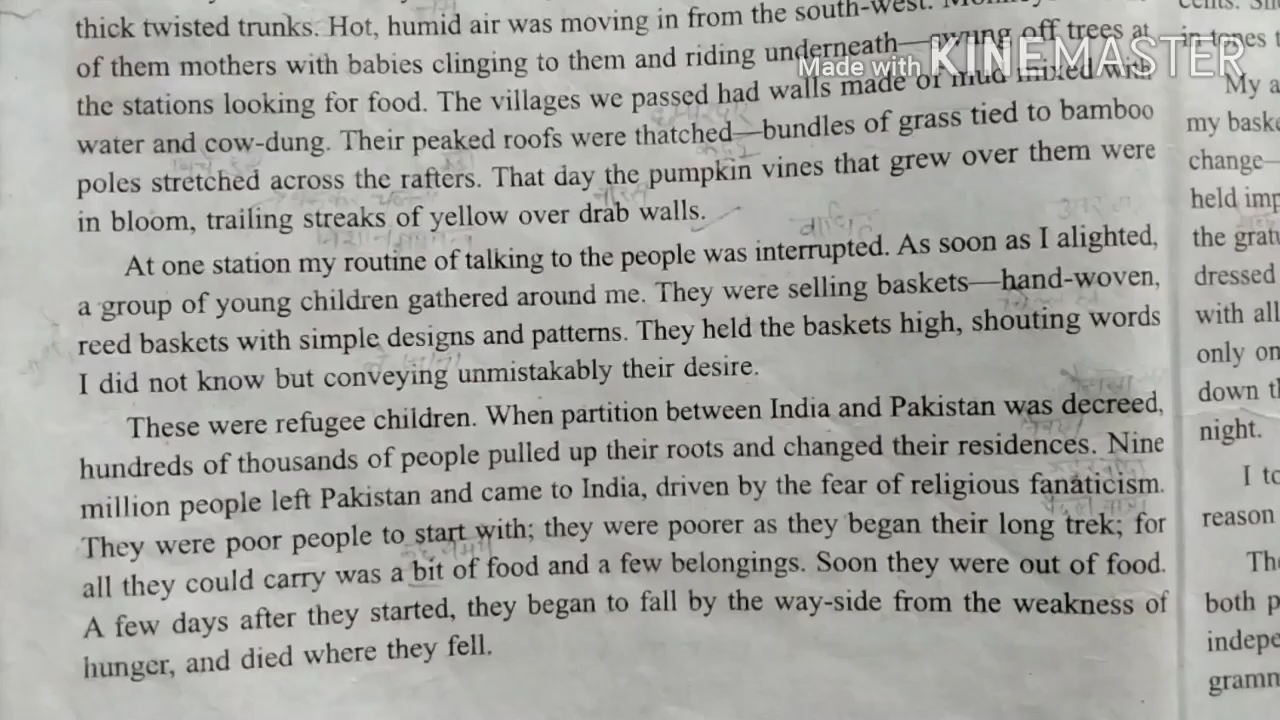 thick twisted trunks. Hot, humid air was moving in from the south-west.
of them mothers with babies clinging to them and riding underneath—swung off trees at
the stations looking for food. The villages we passed had walls made of mud mixed with
water and cow-dung. Their peaked roofs were thatched—bundles of grass tied to bamboo
poles stretched across the rafters. That day the pumpkin vines that grew over them were
in bloom, trailing streaks of yellow over drab walls.
At one station my routine of talking to the people was interrupted. As soon as I alighted,
a group of young children gathered around me. They were selling baskets—hand-woven,
reed baskets with simple designs and patterns. They held the baskets high, shouting words
I did not know but conveying unmistakably their desire.
These were refugee children. When partition between India and Pakistan was decreed,
hundreds of thousands of people pulled up their roots and changed their residences. Nine
million people left Pakistan and came to India, driven by the fear of religious fanaticism.
They were poor people to start with; they were poorer as they began their long trek; for
all they could carry was a bit of food and a few belongings. Soon they were out of food.
A few days after they started, they began to fall by the way-side from the weakness of
hunger, and died where they fell.
Made with KINEMASTER
in tones
My a
my baske
change—
held imp
the gratu
dressed
with all
only on
down th
night.
I to
reason
The
both p
indepe
gramm